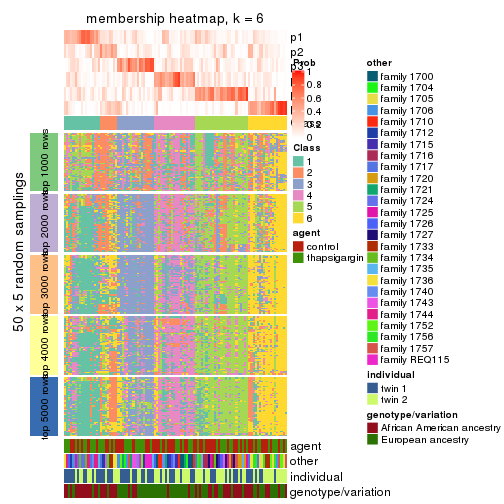 membership heatmap, k = 6
p1
p2
p3
Prob
1
0.8
0.6
0.4
0.2
0
Class
1
2
3
4
5
6
agent
control
thapsigargin
other
family 1700
family 1704
family 1705
family 1706
family 1710
family 1712
family 1715
family 1716
family 1717
family 1720
family 1721
family 1724
family 1725
family 1726
family 1727
family 1733
family 1734
family 1735
family 1736
family 1740
family 1743
family 1744
family 1752
family 1756
family 1757
family REQ115
individual
twin 1
twin 2
genotype/variation
African American ancestry
European ancestry
50 x 5 random samplings
top 1000 rows
top 2000 rows
top 3000 rows
top 4000 rows
top 5000 rows
agent
other
individual
genotype/variation